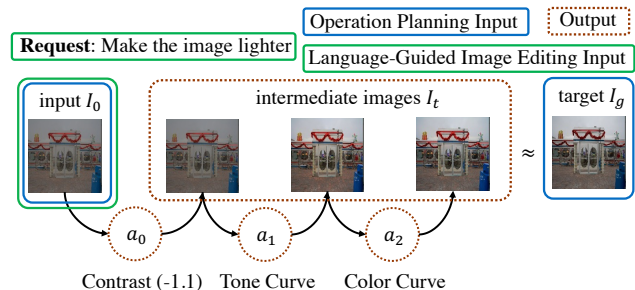 Operation Planning Input
Output
Request: Make the image lighter
Language-Guided Image Editing Input
input I₀
intermediate images Iₜ
target I_g
≈
a₀
a₁
a₂
Contrast (-1.1)
Tone Curve
Color Curve